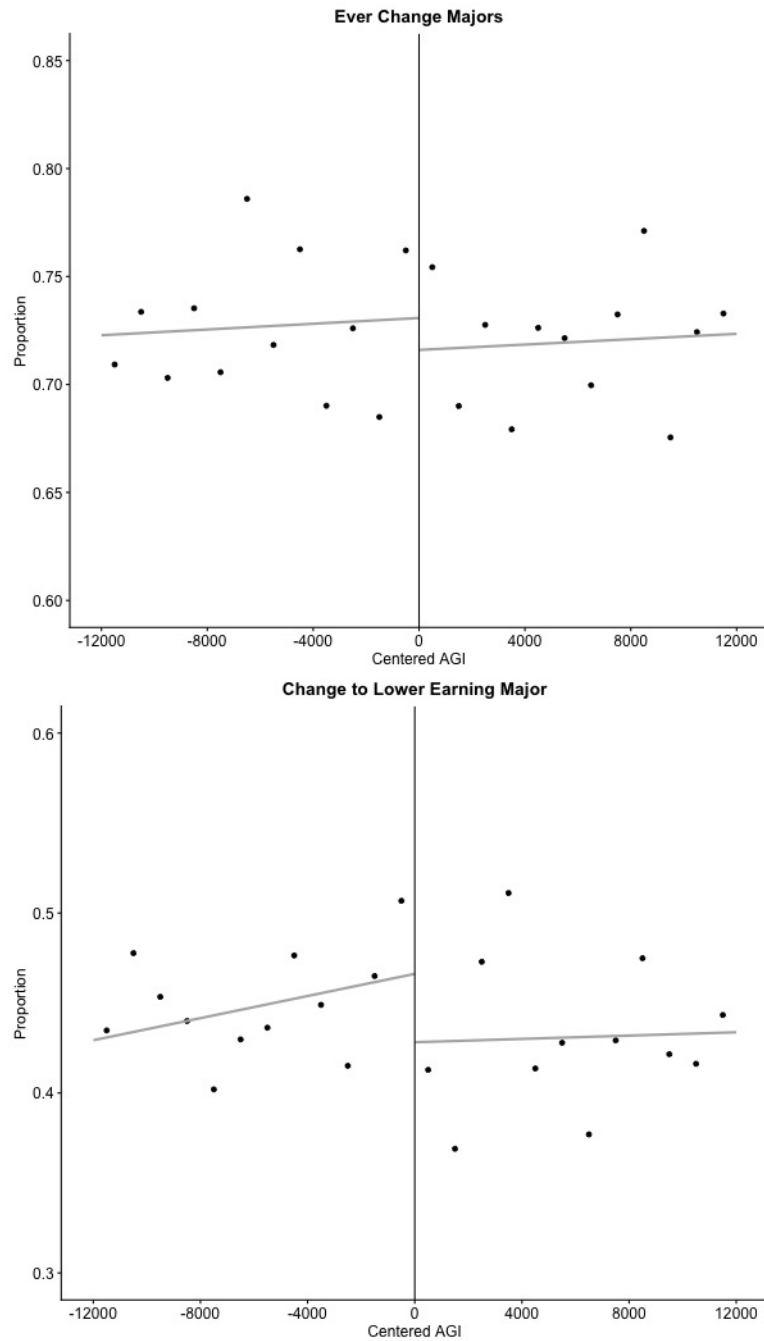 Ever Change Majors
0.85
0.80
0.75
0.70
0.65
0.60
Proportion
-12000 -8000 -4000 0 4000 8000 12000
Centered AGI
Change to Lower Earning Major
0.6
0.5
0.4
0.3
Proportion
-12000 -8000 -4000 0 4000 8000 12000
Centered AGI